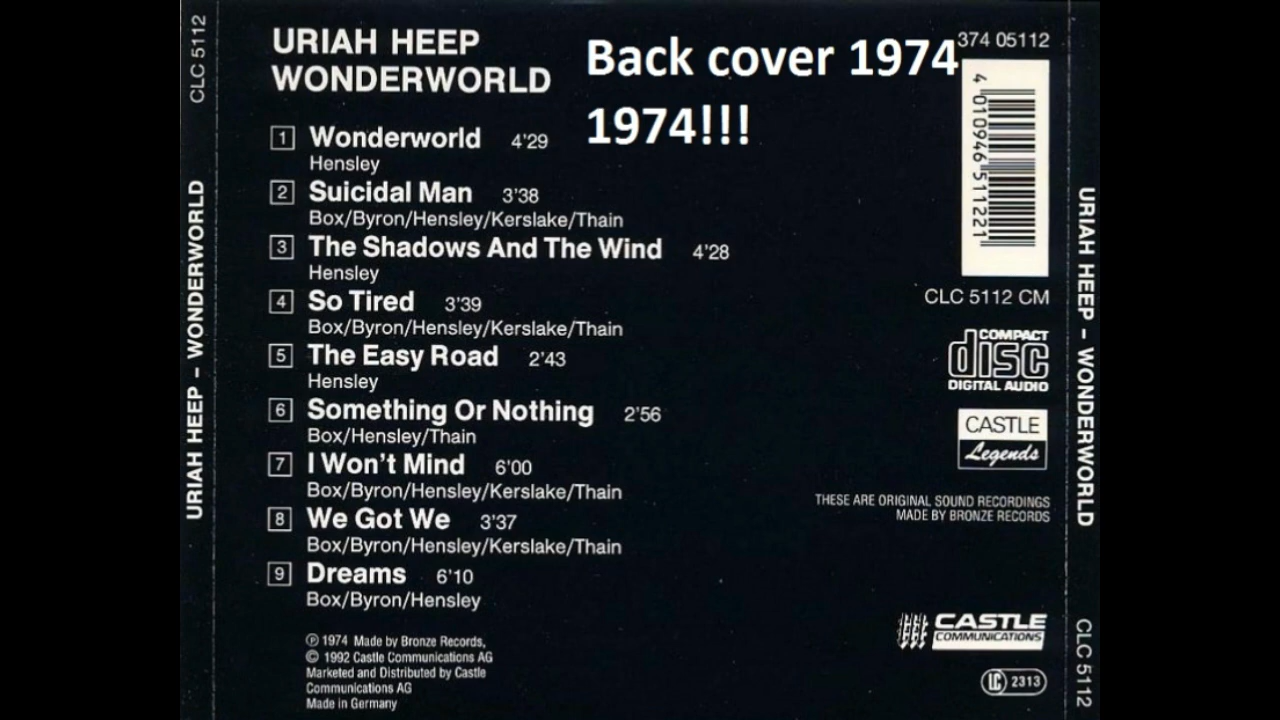 CLC 5112
URIAH HEEP – WONDERWORLD
URIAH HEEP
WONDERWORLD
Back cover 1974
1974!!!
1 Wonderworld 4'29
Hensley
2 Suicidal Man 3'38
Box/Byron/Hensley/Kerslake/Thain
3 The Shadows And The Wind 4'28
Hensley
4 So Tired 3'39
Box/Byron/Hensley/Kerslake/Thain
5 The Easy Road 2'43
Hensley
6 Something Or Nothing 2'56
Box/Hensley/Thain
7 I Won't Mind 6'00
Box/Byron/Hensley/Kerslake/Thain
8 We Got We 3'37
Box/Byron/Hensley/Kerslake/Thain
9 Dreams 6'10
Box/Byron/Hensley
℗ 1974 Made by Bronze Records,
© 1992 Castle Communications AG
Marketed and Distributed by Castle
Communications AG
Made in Germany
374 05112
4 010946 511221
CLC 5112 CM
COMPACT
disc
DIGITAL AUDIO
CASTLE
Legends
THESE ARE ORIGINAL SOUND RECORDINGS
MADE BY BRONZE RECORDS
CASTLE
COMMUNICATIONS
LC 2313
URIAH HEEP – WONDERWORLD
CLC 5112